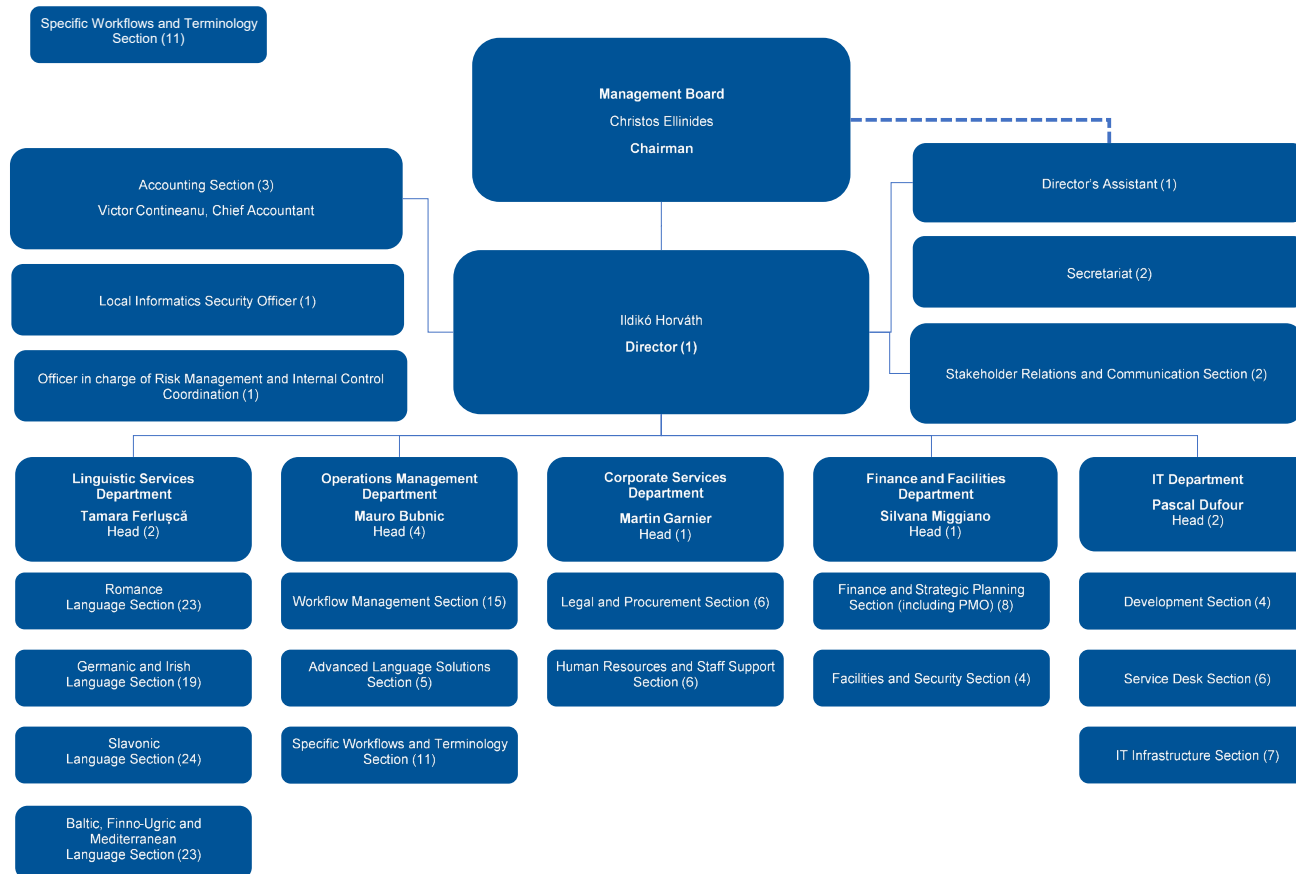 Specific Workflows and Terminology
Section (11)
Management Board
Christos Ellinides
Chairman
Accounting Section (3)
Victor Contineanu, Chief Accountant
Director’s Assistant (1)
Local Informatics Security Officer (1)
Secretariat (2)
Ildikó Horváth
Director (1)
Officer in charge of Risk Management and Internal Control
Coordination (1)
Stakeholder Relations and Communication Section (2)
Linguistic Services
Department
Tamara Ferlușcă
Head (2)
Operations Management
Department
Mauro Bubnic
Head (4)
Corporate Services
Department
Martin Garnier
Head (1)
Finance and Facilities
Department
Silvana Miggiano
Head (1)
IT Department
Pascal Dufour
Head (2)
Romance
Language Section (23)
Workflow Management Section (15)
Legal and Procurement Section (6)
Finance and Strategic Planning
Section (including PMO) (8)
Development Section (4)
Germanic and Irish
Language Section (19)
Advanced Language Solutions
Section (5)
Human Resources and Staff Support
Section (6)
Facilities and Security Section (4)
Service Desk Section (6)
Slavonic
Language Section (24)
Specific Workflows and Terminology
Section (11)
IT Infrastructure Section (7)
Baltic, Finno-Ugric and
Mediterranean
Language Section (23)